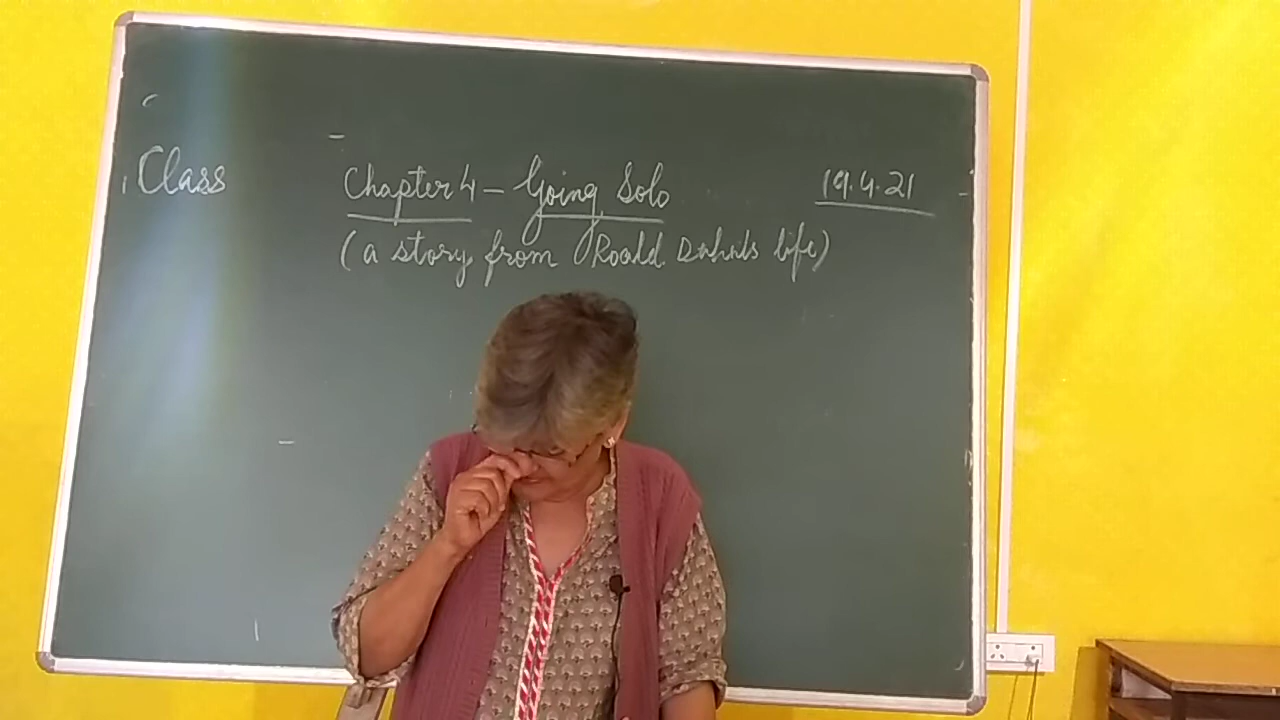 Class
Chapter 4 - Going Solo
19.4.21
(a story from Roald Dahl's life)